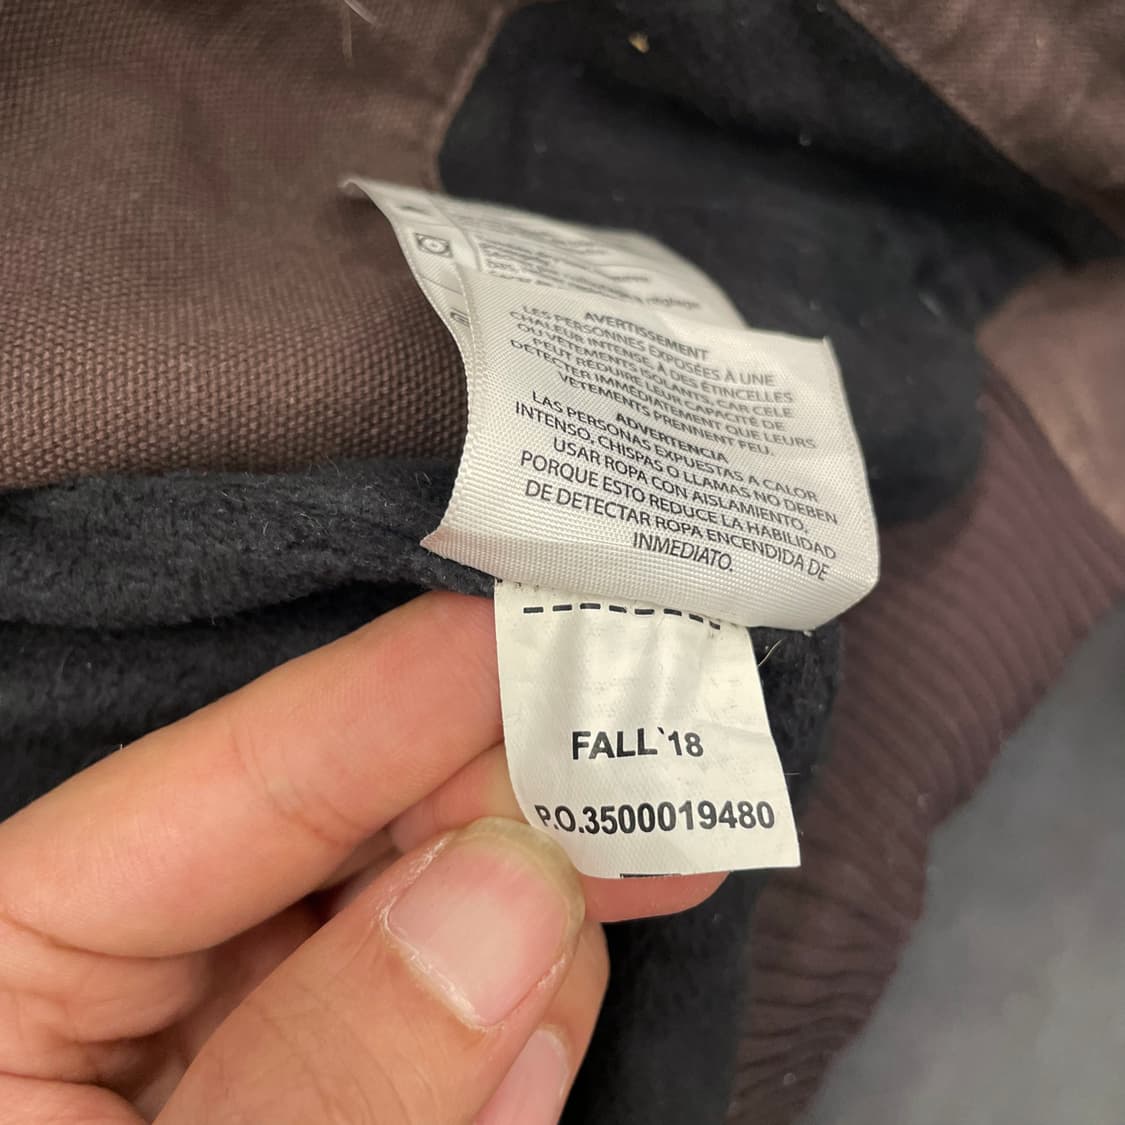 réglage
AVERTISSEMENT
LES PERSONNES EXPOSÉES À UNE
CHALEUR INTENSE, À DES ÉTINCELLES
OU VÊTEMENTS ISOLANTS, CAR CELE
PEUT RÉDUIRE LEUR CAPACITÉ DE
DÉTECTER IMMÉDIATEMENT QUE LEURS
VÊTEMENTS PRENNENT FEU.
ADVERTENCIA
LAS PERSONAS EXPUESTAS A CALOR
INTENSO, CHISPAS O LLAMAS NO DEBEN
USAR ROPA CON AISLAMIENTO,
PORQUE ESTO REDUCE LA HABILIDAD
DE DETECTAR ROPA ENCENDIDA DE
INMEDIATO.
FALL`18
P.O.3500019480